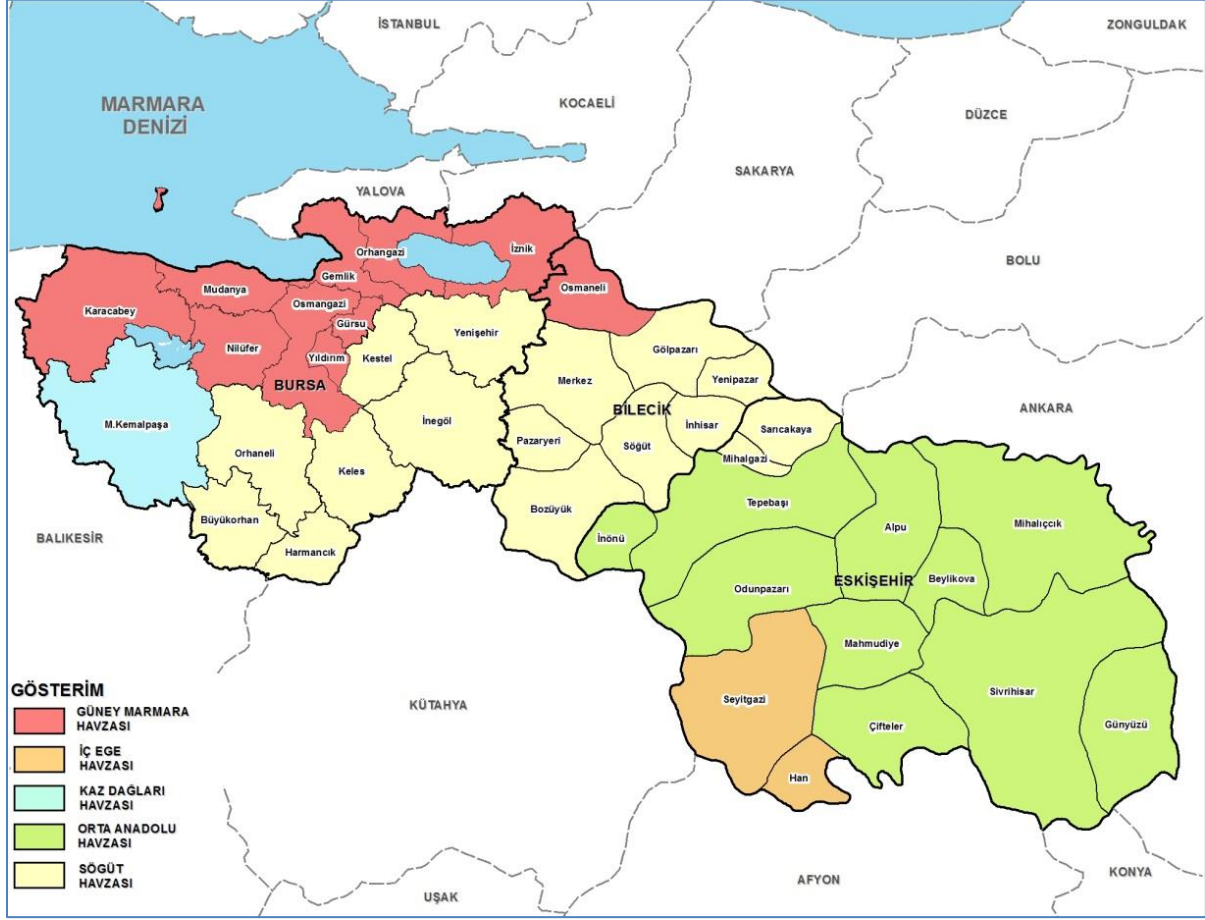 İSTANBUL
ZONGULDAK
MARMARA
DENİZİ
KOCAELİ
DÜZCE
SAKARYA
YALOVA
BOLU
Orhangazi
İznik
Gemlik
Osmaneli
Mudanya
Karacabey
Osmangazi
Gürsu
Yenişehir
Nilüfer
Yıldırım
Kestel
Gölpazarı
BURSA
Merkez
Yenipazar
ANKARA
M.Kemalpaşa
İnegöl
BİLECİK
İnhisar
Sarıcakaya
Orhaneli
Keles
Pazaryeri
Söğüt
Mihalgazi
Büyükorhan
Bozüyük
Tepebaşı
Alpu
Mihalıçcık
BALIKESİR
Harmancık
İnönü
Odunpazarı
ESKİŞEHİR
Beylikova
Mahmudiye
Seyitgazi
Sivrihisar
Günyüzü
Çifteler
KÜTAHYA
Han
GÖSTERİM
GÜNEY MARMARA
HAVZASI
İÇ EGE
HAVZASI
KAZ DAĞLARI
HAVZASI
ORTA ANADOLU
HAVZASI
SÖGÜT
HAVZASI
UŞAK
AFYON
KONYA